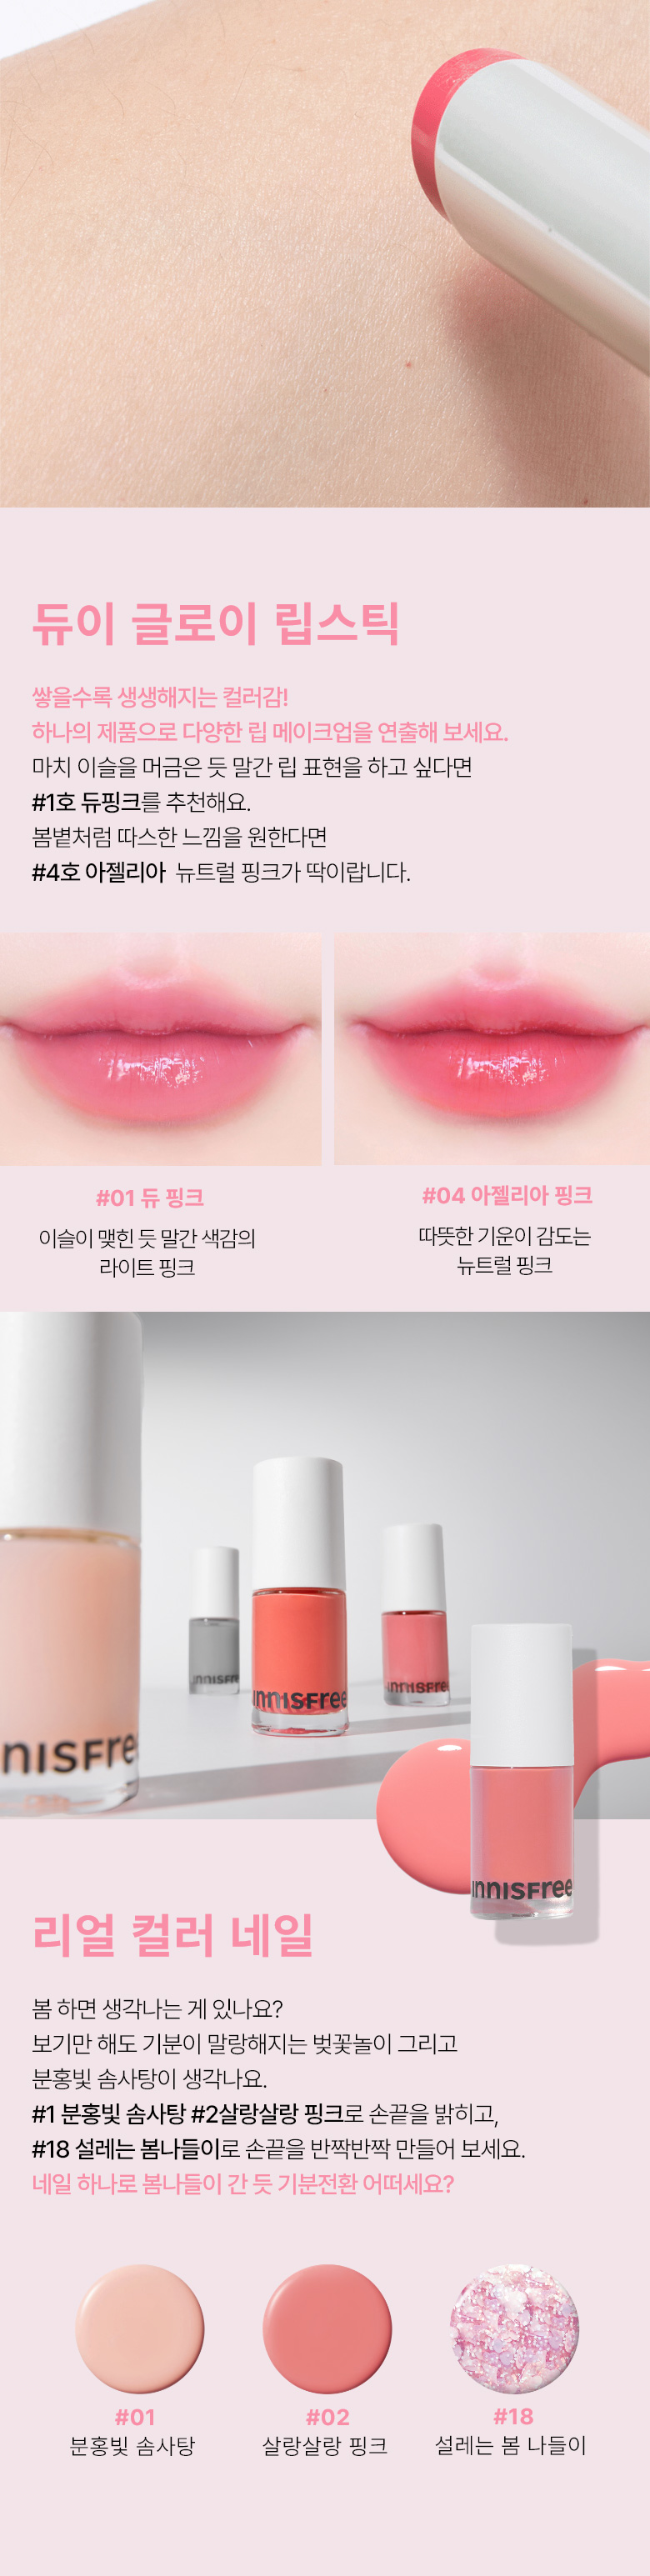 듀이 글로이 립스틱
쌓을수록 생생해지는 컬러감!
하나의 제품으로 다양한 립 메이크업을 연출해 보세요.
마치 이슬을 머금은 듯 말간 립 표현을 하고 싶다면
#1호 듀핑크를 추천해요.
봄볕처럼 따스한 느낌을 원한다면
#4호 아젤리아 뉴트럴 핑크가 딱이랍니다.
#01 듀 핑크
이슬이 맺힌 듯 말간 색감의
라이트 핑크
#04 아젤리아 핑크
따뜻한 기운이 감도는
뉴트럴 핑크
nisfre
innisfre
innisfree
innisfree
innisfree
리얼 컬러 네일
봄 하면 생각나는 게 있나요?
보기만 해도 기분이 말랑해지는 벚꽃놀이 그리고
분홍빛 솜사탕이 생각나요.
#1 분홍빛 솜사탕 #2살랑살랑 핑크로 손끝을 밝히고,
#18 설레는 봄나들이로 손끝을 반짝반짝 만들어 보세요.
네일 하나로 봄나들이 간 듯 기분전환 어떠세요?
#01
분홍빛 솜사탕
#02
살랑살랑 핑크
#18
설레는 봄 나들이